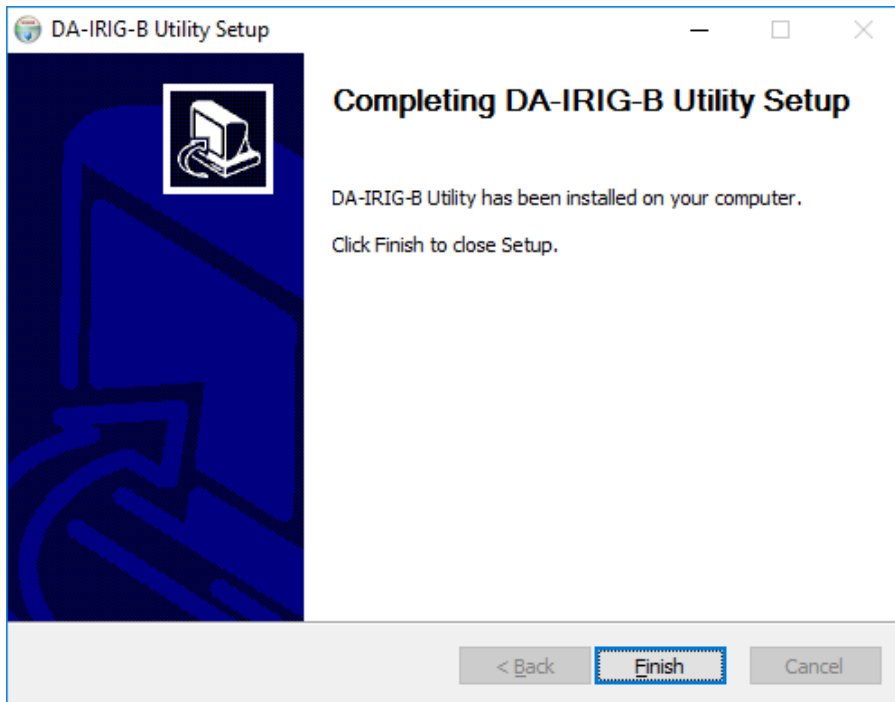 DA-IRIG-B Utility Setup
Completing DA-IRIG-B Utility Setup
DA-IRIG-B Utility has been installed on your computer.
Click Finish to close Setup.
< Back
Finish
Cancel